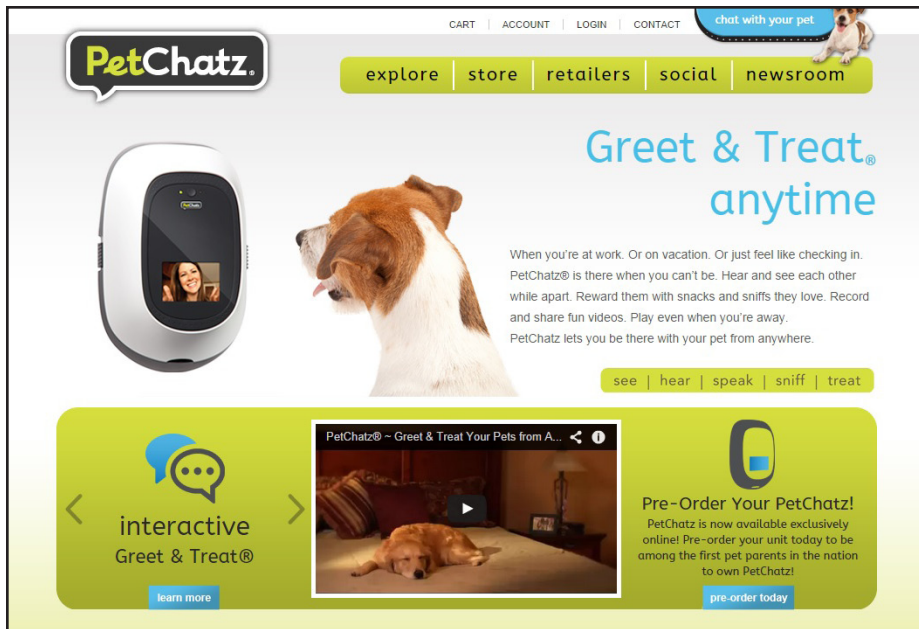 CART | ACCOUNT | LOGIN | CONTACT
chat with your pet
PetChatz®
explore | store | retailers | social | newsroom
Greet & Treat®
anytime
PetChatz
When you're at work. Or on vacation. Or just feel like checking in.
PetChatz® is there when you can't be. Hear and see each other
while apart. Reward them with snacks and sniffs they love. Record
and share fun videos. Play even when you're away.
PetChatz lets you be there with your pet from anywhere.
see | hear | speak | sniff | treat
interactive
Greet & Treat®
learn more
PetChatz® ~ Greet & Treat Your Pets from A...
Pre-Order Your PetChatz!
PetChatz is now available exclusively
online! Pre-order your unit today to be
among the first pet parents in the nation
to own PetChatz!
pre-order today